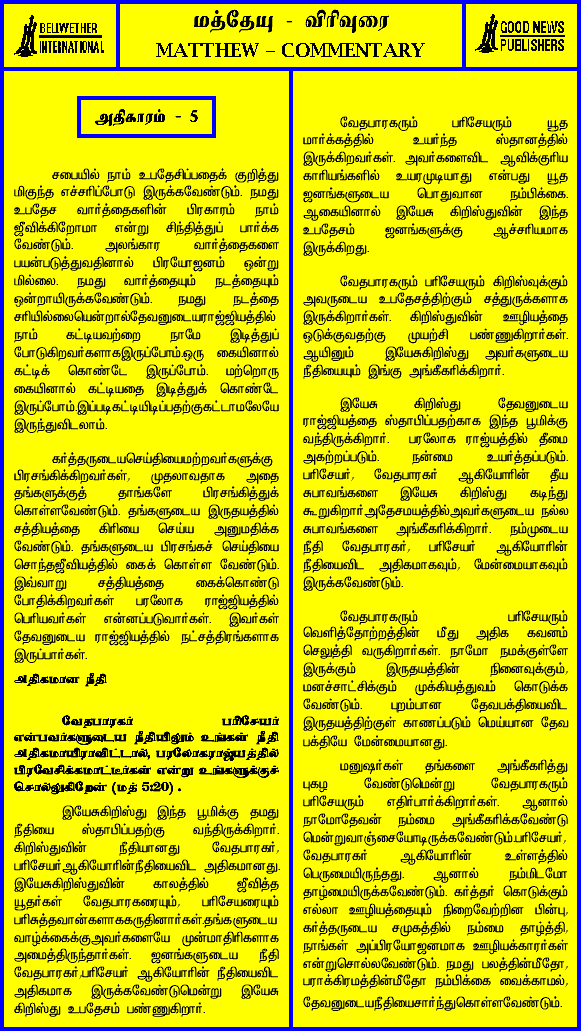 BELWETHER
INTERNATIONAL
மத்தேயு - விரிவுரை
MATTHEW – COMMENTARY
GOOD NEWS
PUBLISHERS
அதிகாரம் - 5
சபையில் நாம் உபதேசிப்பதைக் குறித்து
மிகுந்த எச்சரிப்போடு இருக்கவேண்டும். நமது
உபதேச வார்த்தைகளின் பிரகாரம் நாம்
ஜீவிக்கிறோமா என்று சிந்தித்துப் பார்க்க
வேண்டும். அலங்கார வார்த்தைகளை
பயன்படுத்துவதினால் பிரயோஜனம் ஒன்று
மில்லை. நமது வார்த்தையும் நடத்தையும்
ஒன்றாயிருக்கவேண்டும். நமது நடத்தை
சரியில்லையென்றால்தேவனுடையராஜ்ஜியத்தில்
நாம் கட்டியவற்றை நாமே இடித்துப்
போடுகிறவர்களாகஇருப்போம்.ஒரு கையினால்
கட்டிக் கொண்டே இருப்போம். மற்றொரு
கையினால் கட்டியதை இடித்துக் கொண்டே
இருப்போம்.இப்படிகட்டியிடிப்பதற்குகட்டாமலேயே
இருந்துவிடலாம்.
கர்த்தருடையசெய்தியைமற்றவர்களுக்கு
பிரசங்கிக்கிறவர்கள், முதலாவதாக அதை
தங்களுக்குத் தாங்களே பிரசங்கித்துக்
கொள்ளவேண்டும். தங்களுடைய இருதயத்தில்
சத்தியத்தை கிரியை செய்ய அனுமதிக்க
வேண்டும். தங்களுடைய பிரசங்கச் செய்தியை
சொந்தஜீவியத்தில் கைக் கொள்ள வேண்டும்.
இவ்வாறு சத்தியத்தை கைக்கொண்டு
போதிக்கிறவர்கள் பரலோக ராஜ்ஜியத்தில்
பெரியவர்கள் என்னப்படுவார்கள். இவர்கள்
தேவனுடைய ராஜ்ஜியத்தில் நட்சத்திரங்களாக
இருப்பார்கள்.
அதிகமான நீதி
வேதபாரகர் பரிசேயர்
என்பவர்களுடைய நீதியிலும் உங்கள் நீதி
அதிகமாயிராவிட்டால், பரலோகராஜ்யத்தில்
பிரவேசிக்கமாட்டீர்கள் என்று உங்களுக்குச்
சொல்லுகிறேன் (மத் 5:20) .
இயேசுகிறிஸ்து இந்த பூமிக்கு தமது
நீதியை ஸ்தாபிப்பதற்கு வந்திருக்கிறார்.
கிறிஸ்துவின் நீதியானது வேதபாரகர்,
பரிசேயர்ஆகியோரின்நீதியைவிட அதிகமானது.
இயேசுகிறிஸ்துவின் காலத்தில் ஜீவித்த
யூதர்கள் வேதபாரகரையும், பரிசேயரையும்
பரிசுத்தவான்களாககருதினார்கள்.தங்களுடைய
வாழ்க்கைக்குஅவர்களையே முன்மாதிரிகளாக
அமைத்திருந்தார்கள். ஜனங்களுடைய நீதி
வேதபாரகர்,பரிசேயர் ஆகியோரின் நீதியைவிட
அதிகமாக இருக்கவேண்டுமென்று இயேசு
கிறிஸ்து உபதேசம் பண்ணுகிறார்.
வேதபாரகரும் பரிசேயரும் யூத
மார்க்கத்தில் உயர்ந்த ஸ்தானத்தில்
இருக்கிறவர்கள். அவர்களைவிட ஆவிக்குரிய
காரியங்களில் உயரமுடியாது என்பது யூத
ஜனங்களுடைய பொதுவான நம்பிக்கை.
ஆகையினால் இயேசு கிறிஸ்துவின் இந்த
உபதேசம் ஜனங்களுக்கு ஆச்சரியமாக
இருக்கிறது.
வேதபாரகரும் பரிசேயரும் கிறிஸ்வுக்கும்
அவருடைய உபதேசத்திற்கும் சத்துருக்களாக
இருக்கிறார்கள். கிறிஸ்துவின் ஊழியத்தை
ஒடுக்குவதற்கு முயற்சி பண்ணுகிறார்கள்.
ஆயினும் இயேசுகிறிஸ்து அவர்களுடைய
நீதியையும் இங்கு அங்கீகரிக்கிறார்.
இயேசு கிறிஸ்து தேவனுடைய
ராஜ்ஜியத்தை ஸ்தாபிப்பதற்காக இந்த பூமிக்கு
வந்திருக்கிறார். பரலோக ராஜ்யத்தில் தீமை
அகற்றப்படும். நன்மை உயர்த்தப்படும்.
பரிசேயர், வேதபாரகர் ஆகியோரின் தீய
சுபாவங்களை இயேசு கிறிஸ்து கடிந்து
கூறுகிறார்.அதேசமயத்தில்அவர்களுடைய நல்ல
சுபாவங்களை அங்கீகரிக்கிறார். நம்முடைய
நீதி வேதபாரகர், பரிசேயர் ஆகியோரின்
நீதியைவிட அதிகமாகவும், மேன்மையாகவும்
இருக்கவேண்டும்.
வேதபாரகரும் பரிசேயரும்
வெளித்தோற்றத்தின் மீது அதிக கவனம்
செலுத்தி வருகிறார்கள். நாமோ நமக்குள்ளே
இருக்கும் இருதயத்தின் நினைவுக்கும்,
மனச்சாட்சிக்கும் முக்கியத்துவம் கொடுக்க
வேண்டும். புறம்பான தேவபக்தியைவிட
இருதயத்திற்குள் காணப்படும் மெய்யான தேவ
பக்தியே மேன்மையானது.
மனுஷர்கள் தங்களை அங்கீகரித்து
புகழ வேண்டுமென்று வேதபாரகரும்
பரிசேயரும் எதிர்பார்க்கிறார்கள். ஆனால்
நாமோதேவன் நம்மை அங்கீகரிக்கவேண்டு
மென்றுவாஞ்சையோடிருக்கவேண்டும்.பரிசேயர்,
வேதபாரகர் ஆகியோரின் உள்ளத்தில்
பெருமையிருந்தது. ஆனால் நம்மிடமோ
தாழ்மையிருக்கவேண்டும். கர்த்தர் கொடுக்கும்
எல்லா ஊழியத்தையும் நிறைவேற்றின பின்பு,
கர்த்தருடைய சமுகத்தில் நம்மை தாழ்த்தி,
நாங்கள் அப்பிரயோஜனமாக ஊழியக்காரர்கள்
என்றுசொல்லவேண்டும். நமது பலத்தின்மீதோ,
பராக்கிரமத்தின்மீதோ நம்பிக்கை வைக்காமல்,
தேவனுடையநீதியைசார்ந்துகொள்ளவேண்டும்.